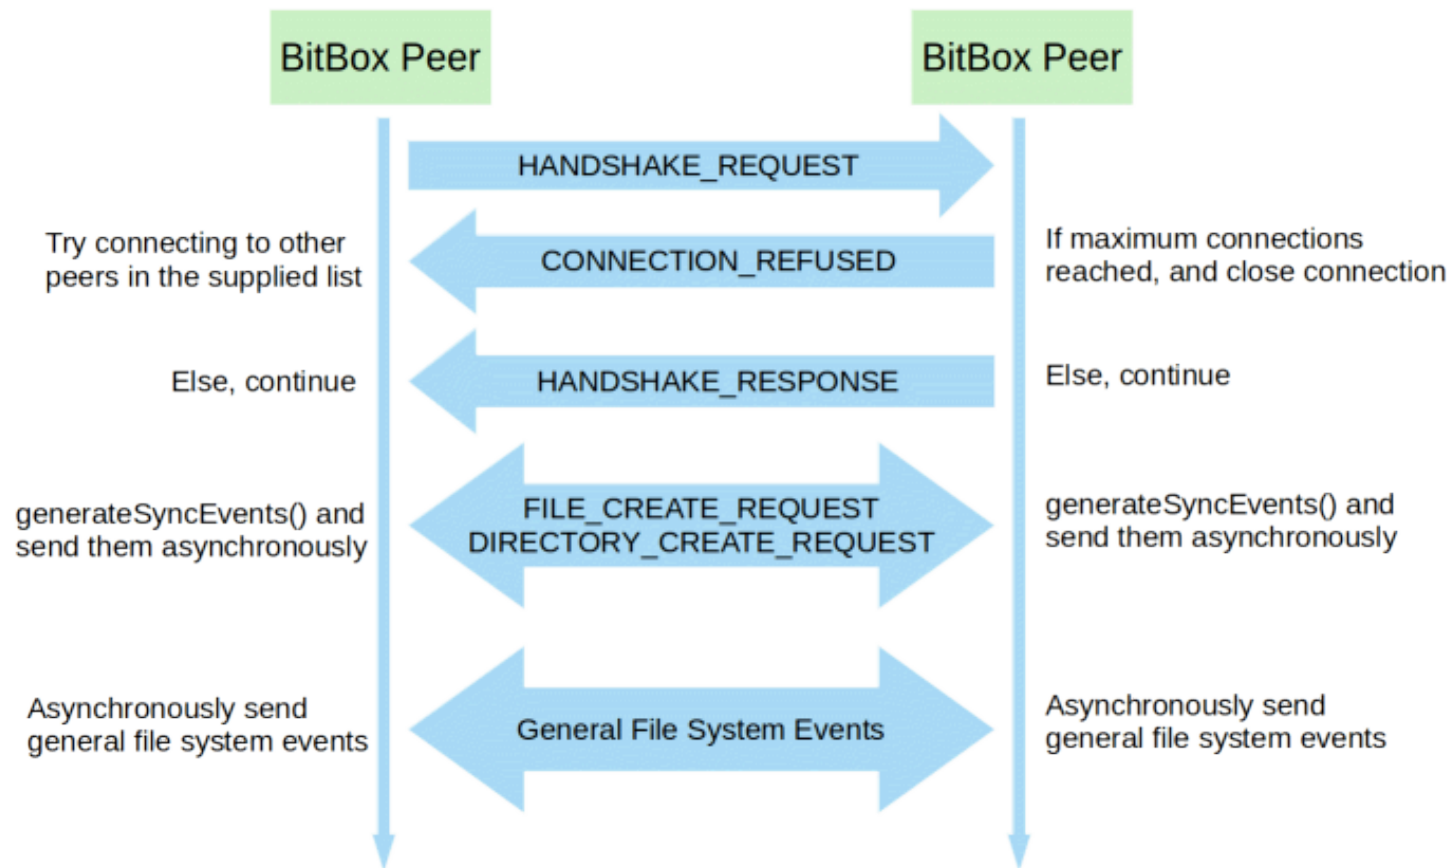 BitBox Peer
BitBox Peer
HANDSHAKE_REQUEST
Try connecting to other
peers in the supplied list
CONNECTION_REFUSED
If maximum connections
reached, and close connection
Else, continue
HANDSHAKE_RESPONSE
Else, continue
generateSyncEvents() and
send them asynchronously
FILE_CREATE_REQUEST
DIRECTORY_CREATE_REQUEST
generateSyncEvents() and
send them asynchronously
Asynchronously send
general file system events
General File System Events
Asynchronously send
general file system events